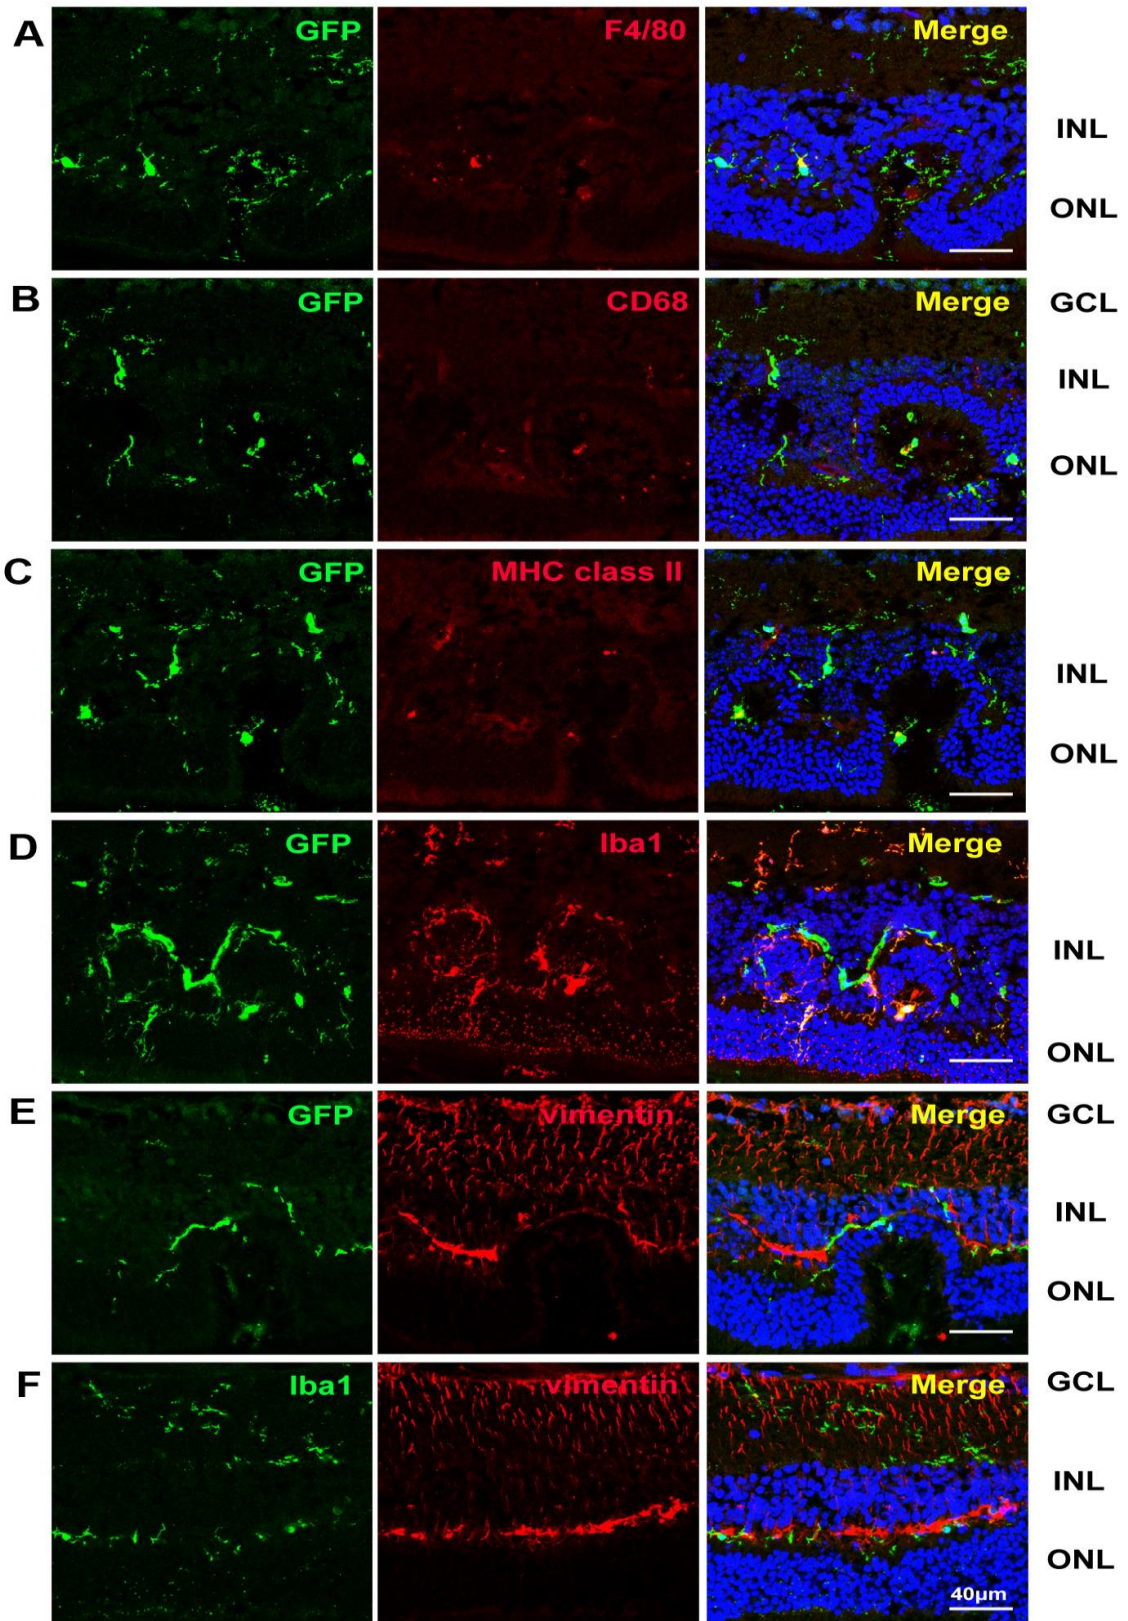 A GFP F4/80 Merge
INL
ONL
B GFP CD68 Merge GCL
INL
ONL
C GFP MHC class II Merge
INL
ONL
D GFP Iba1 Merge
INL
ONL
E GFP vimentin Merge GCL
INL
ONL
F Iba1 vimentin Merge GCL
INL
ONL
40μm